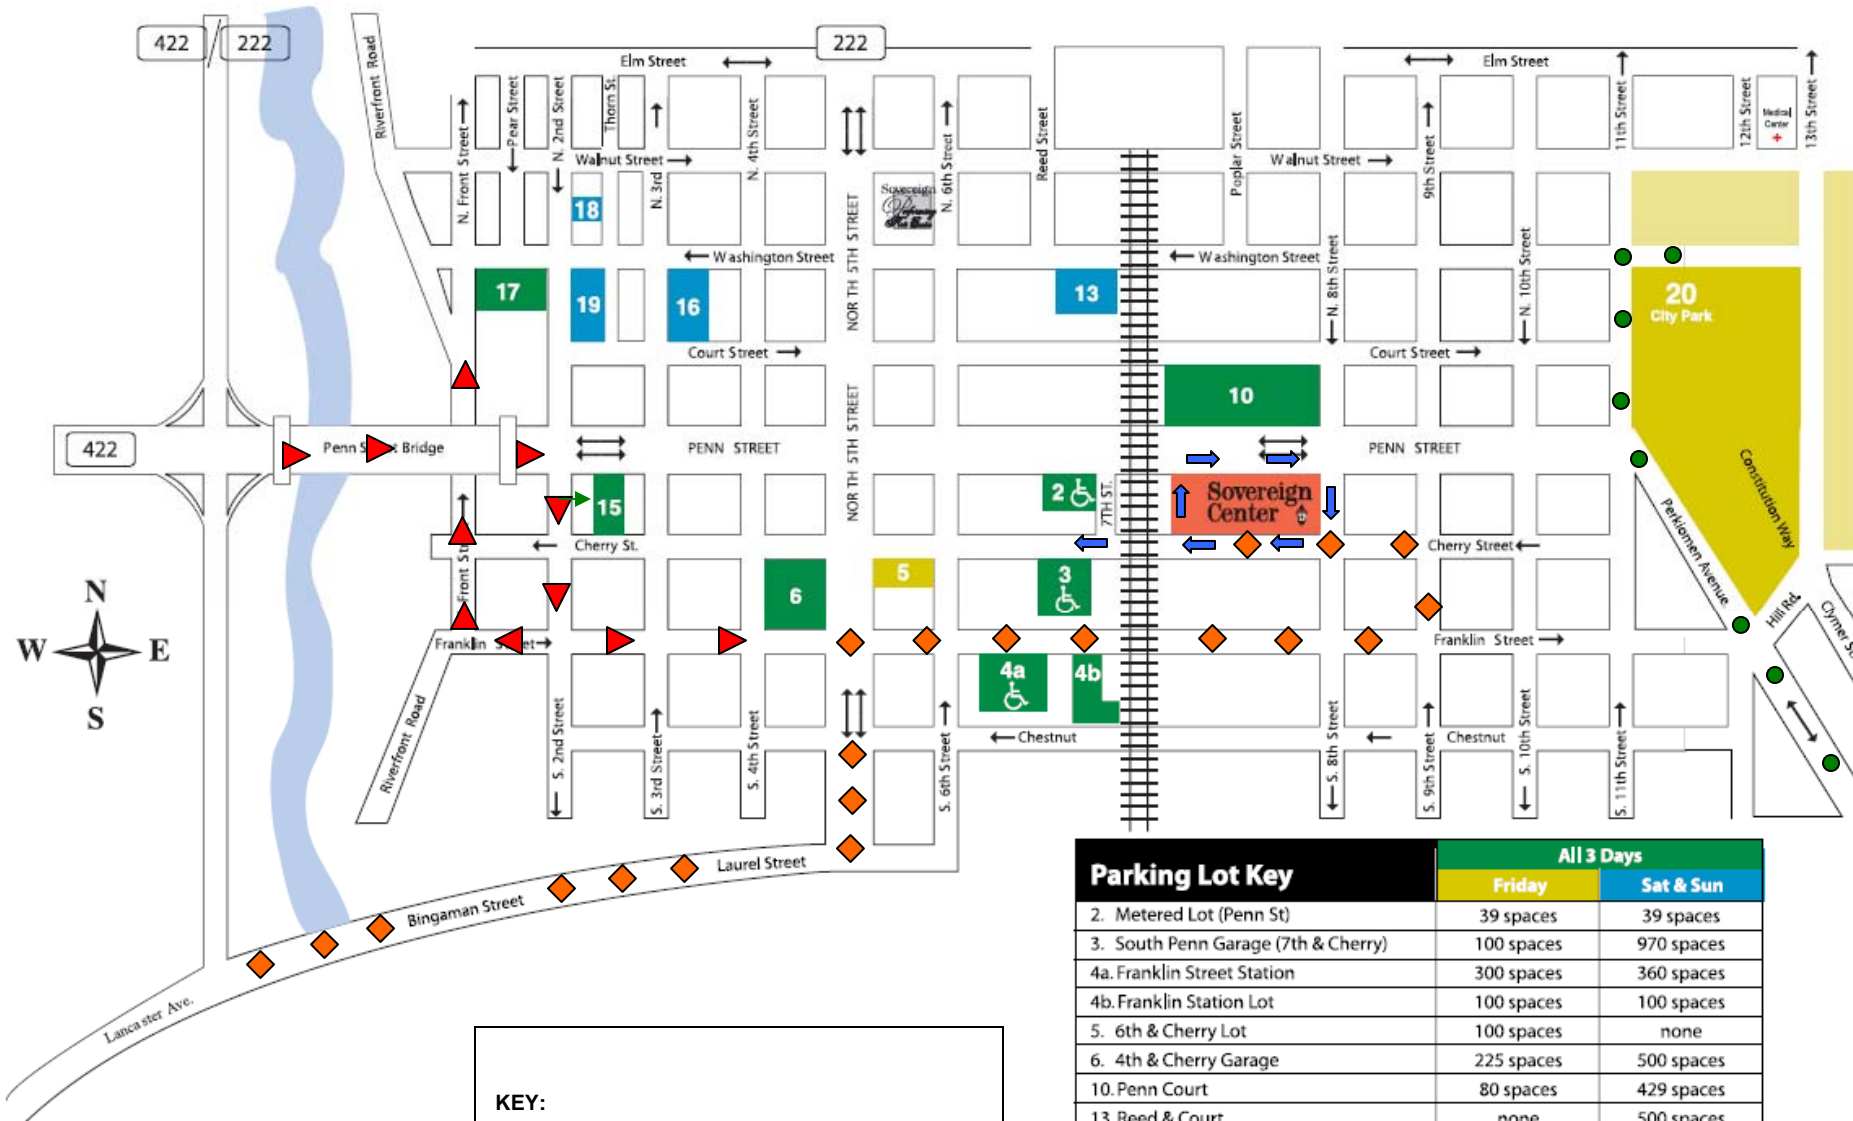 422
222
222
Elm Street
Elm Street
Riverfront Road
N. Front Street
Pear Street
N. 2nd Street
Thorn St.
N. 3rd
N. 4th Street
N. 6th Street
Reed Street
Poplar Street
9th Street
11th Street
12th Street
Medical
Center
13th Street
Walnut Street
Walnut Street
18
Sovereign
NORTH 5TH STREET
Washington Street
Washington Street
N. 8th Street
N. 10th Street
17
19
16
13
20
City Park
Court Street
Court Street
10
NORTH 5TH STREET
422
Bridge
PENN STREET
PENN STREET
Constitution Way
15
2
7TH ST.
Sovereign
Center
Perkiomen Avenue
Cherry St.
Cherry Street
Front
6
5
3
N
W
E
S
Franklin
Franklin Street
Hill Rd.
Clymer
4a
4b
Riverfront Road
S. 2nd Street
S. 3rd Street
S. 4th Street
S. 6th Street
Chestnut
Chestnut
S. 8th Street
S. 9th Street
S. 10th Street
S. 11th Street
Laurel Street
Bingaman Street
Lancaster Ave.
KEY:
Parking Lot Key
All 3 Days
Friday
Sat & Sun
2. Metered Lot (Penn St) 39 spaces 39 spaces
3. South Penn Garage (7th & Cherry) 100 spaces 970 spaces
4a. Franklin Street Station 300 spaces 360 spaces
4b. Franklin Station Lot 100 spaces 100 spaces
5. 6th & Cherry Lot 100 spaces none
6. 4th & Cherry Garage 225 spaces 500 spaces
10. Penn Court 80 spaces 429 spaces
13. Reed & Court none 500 spaces